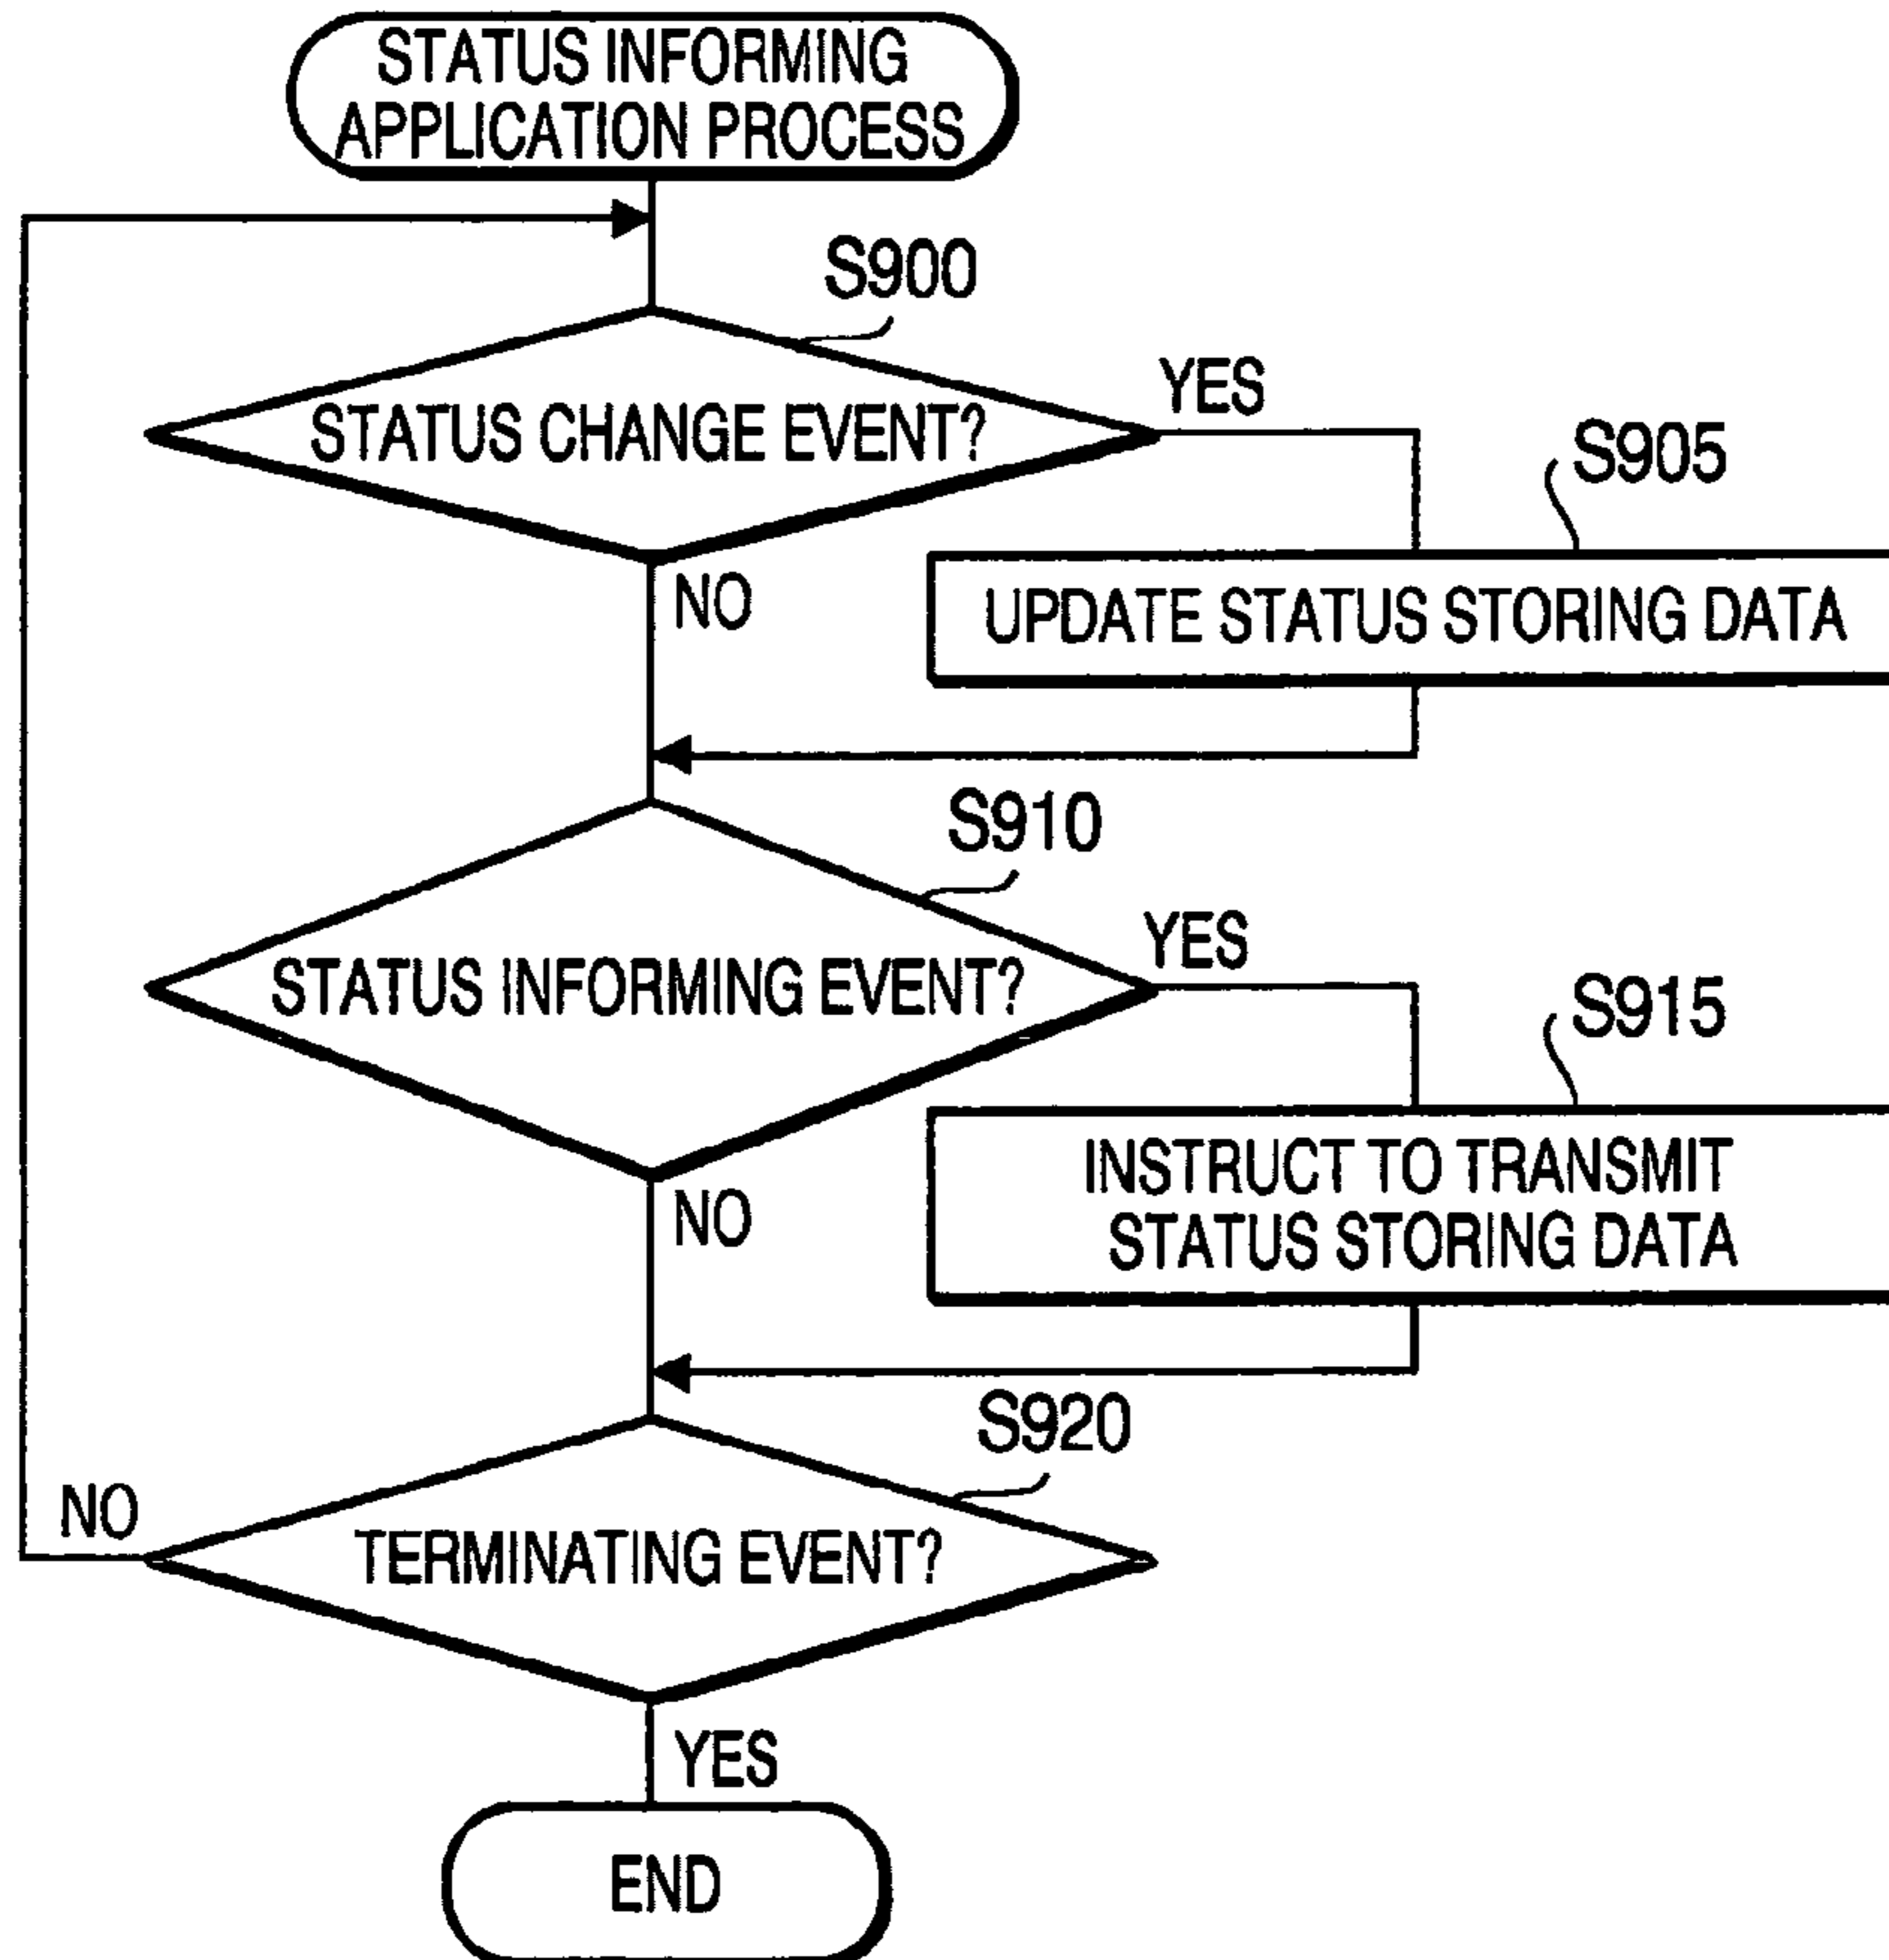 STATUS INFORMING
APPLICATION PROCESS
S900
STATUS CHANGE EVENT?
YES
S905
NO
UPDATE STATUS STORING DATA
S910
STATUS INFORMING EVENT?
YES
S915
NO
INSTRUCT TO TRANSMIT
STATUS STORING DATA
S920
NO
TERMINATING EVENT?
YES
END